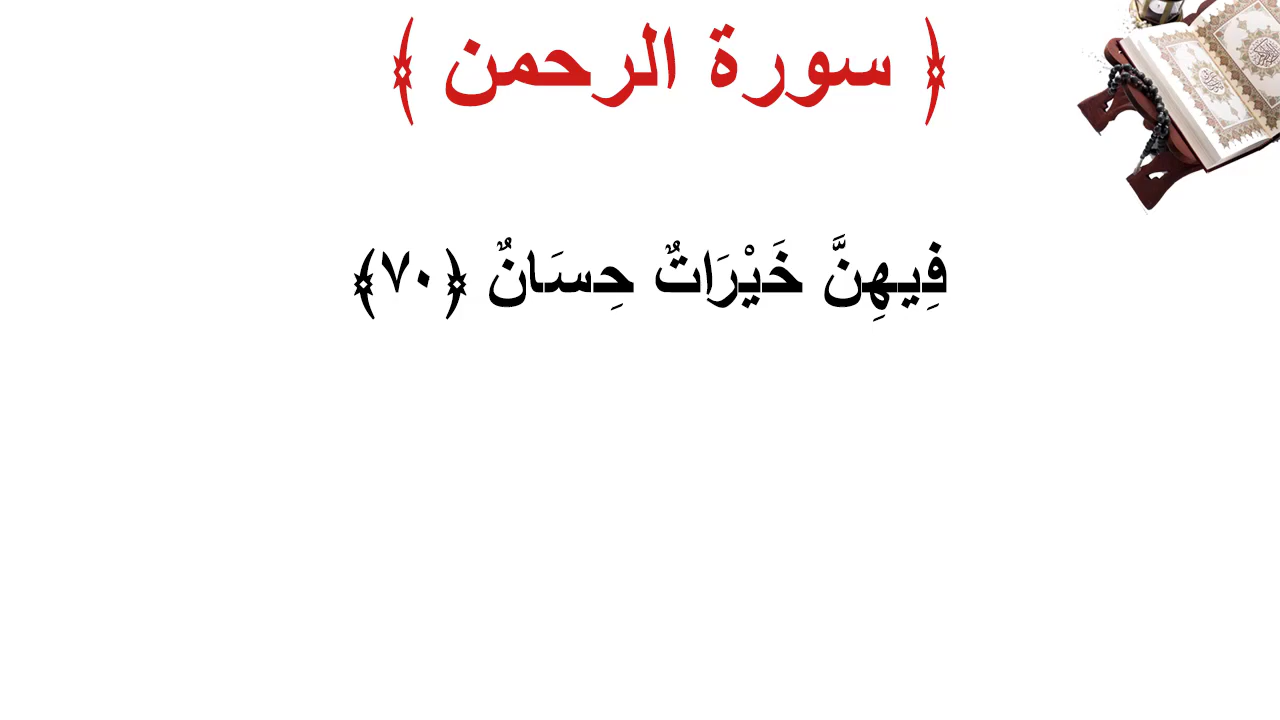 ﴿ سورة الرحمن ﴾
فِيهِنَّ خَيْرَاتٌ حِسَانٌ ﴿٧٠﴾